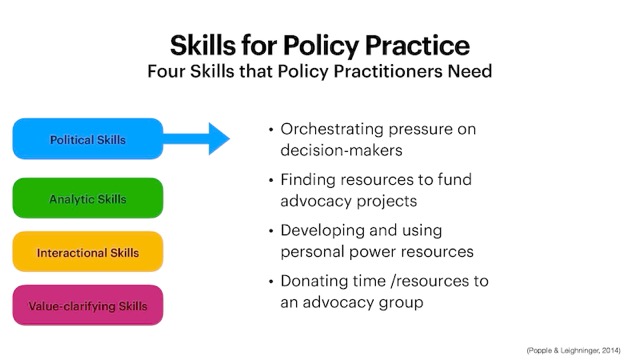 Skills for Policy Practice
Four Skills that Policy Practitioners Need
Political Skills
Analytic Skills
Interactional Skills
Value-clarifying Skills
• Orchestrating pressure on
decision-makers
• Finding resources to fund
advocacy projects
• Developing and using
personal power resources
• Donating time /resources to
an advocacy group
(Popple & Leighninger, 2014)